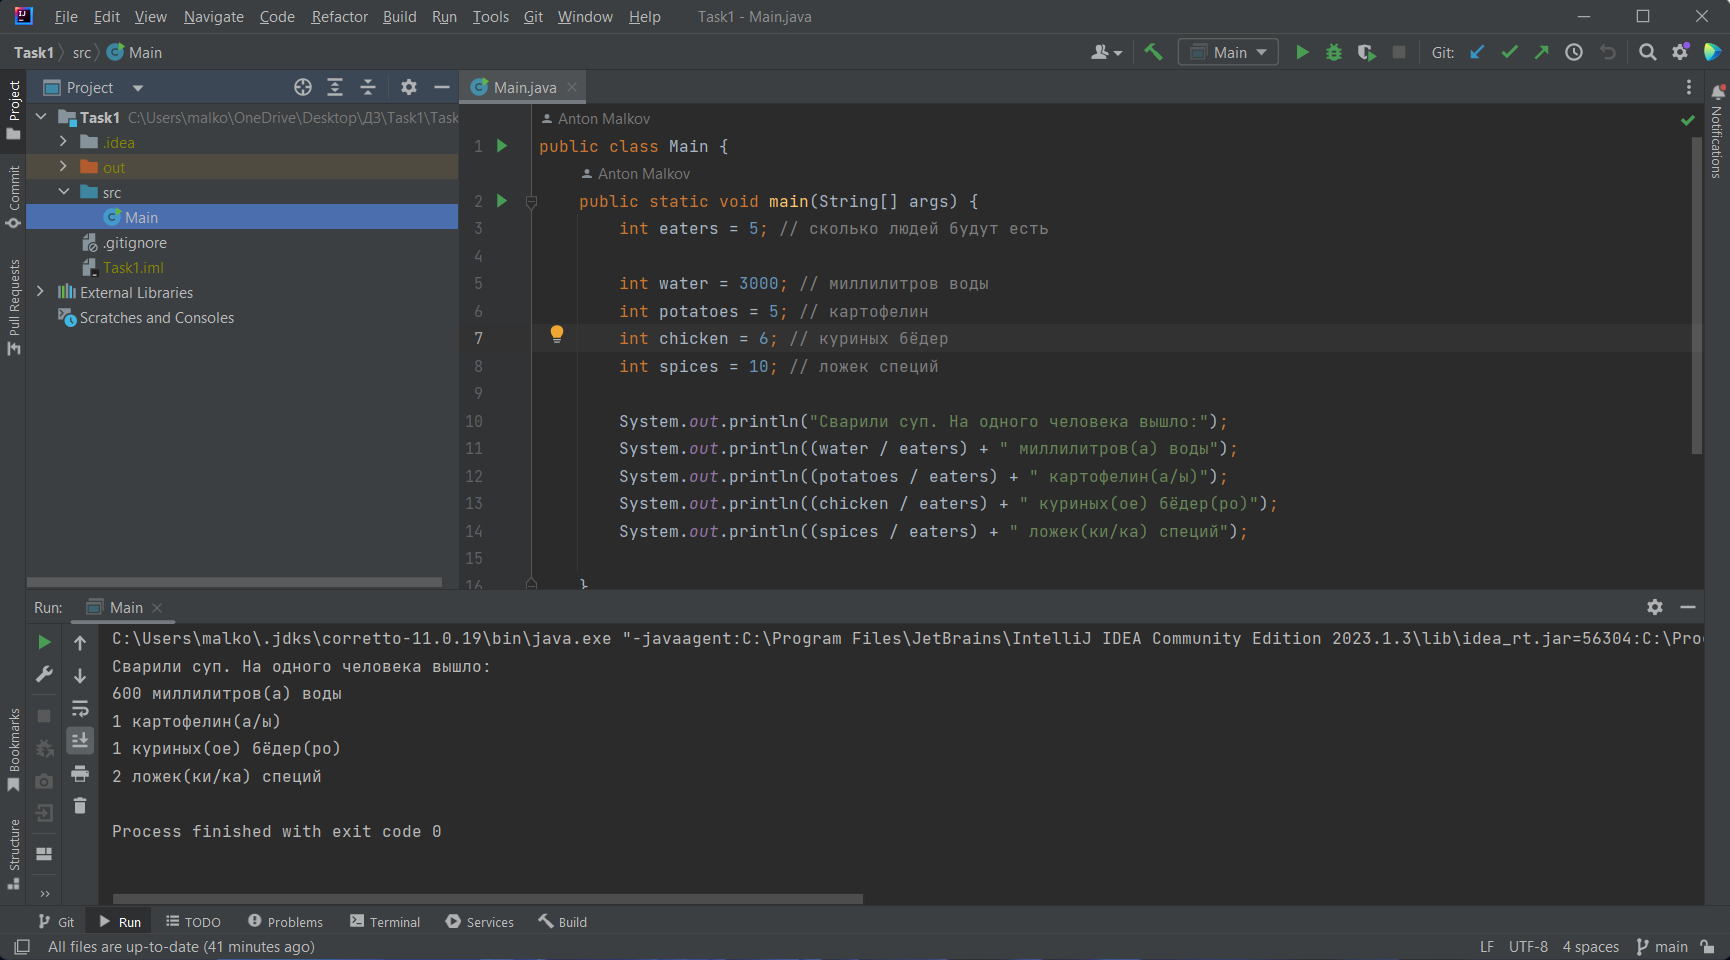 File Edit View Navigate Code Refactor Build Run Tools Git Window Help Task1 - Main.java
Task1 src Main
Main Git:
Project
Main.java
Project
Commit
Pull Requests
Bookmarks
Structure
Notifications
Task1 C:\Users\malko\OneDrive\Desktop\ДЗ\Task1\Task
.idea
out
src
Main
.gitignore
Task1.iml
External Libraries
Scratches and Consoles
Anton Malkov
1 public class Main {
Anton Malkov
2 public static void main(String[] args) {
3 int eaters = 5; // сколько людей будут есть
4
5 int water = 3000; // миллилитров воды
6 int potatoes = 5; // картофелин
7 int chicken = 6; // куриных бёдер
8 int spices = 10; // ложек специй
9
10 System.out.println("Сварили суп. На одного человека вышло:");
11 System.out.println((water / eaters) + " миллилитров(а) воды");
12 System.out.println((potatoes / eaters) + " картофелин(а/ы)");
13 System.out.println((chicken / eaters) + " куриных(ое) бёдер(ро)");
14 System.out.println((spices / eaters) + " ложек(ки/ка) специй");
15
16 }
Run: Main
C:\Users\malko\.jdks\corretto-11.0.19\bin\java.exe "-javaagent:C:\Program Files\JetBrains\IntelliJ IDEA Community Edition 2023.1.3\lib\idea_rt.jar=56304:C:\Pro
Сварили суп. На одного человека вышло:
600 миллилитров(а) воды
1 картофелин(а/ы)
1 куриных(ое) бёдер(ро)
2 ложек(ки/ка) специй
Process finished with exit code 0
Git Run TODO Problems Terminal Services Build
All files are up-to-date (41 minutes ago) LF UTF-8 4 spaces main